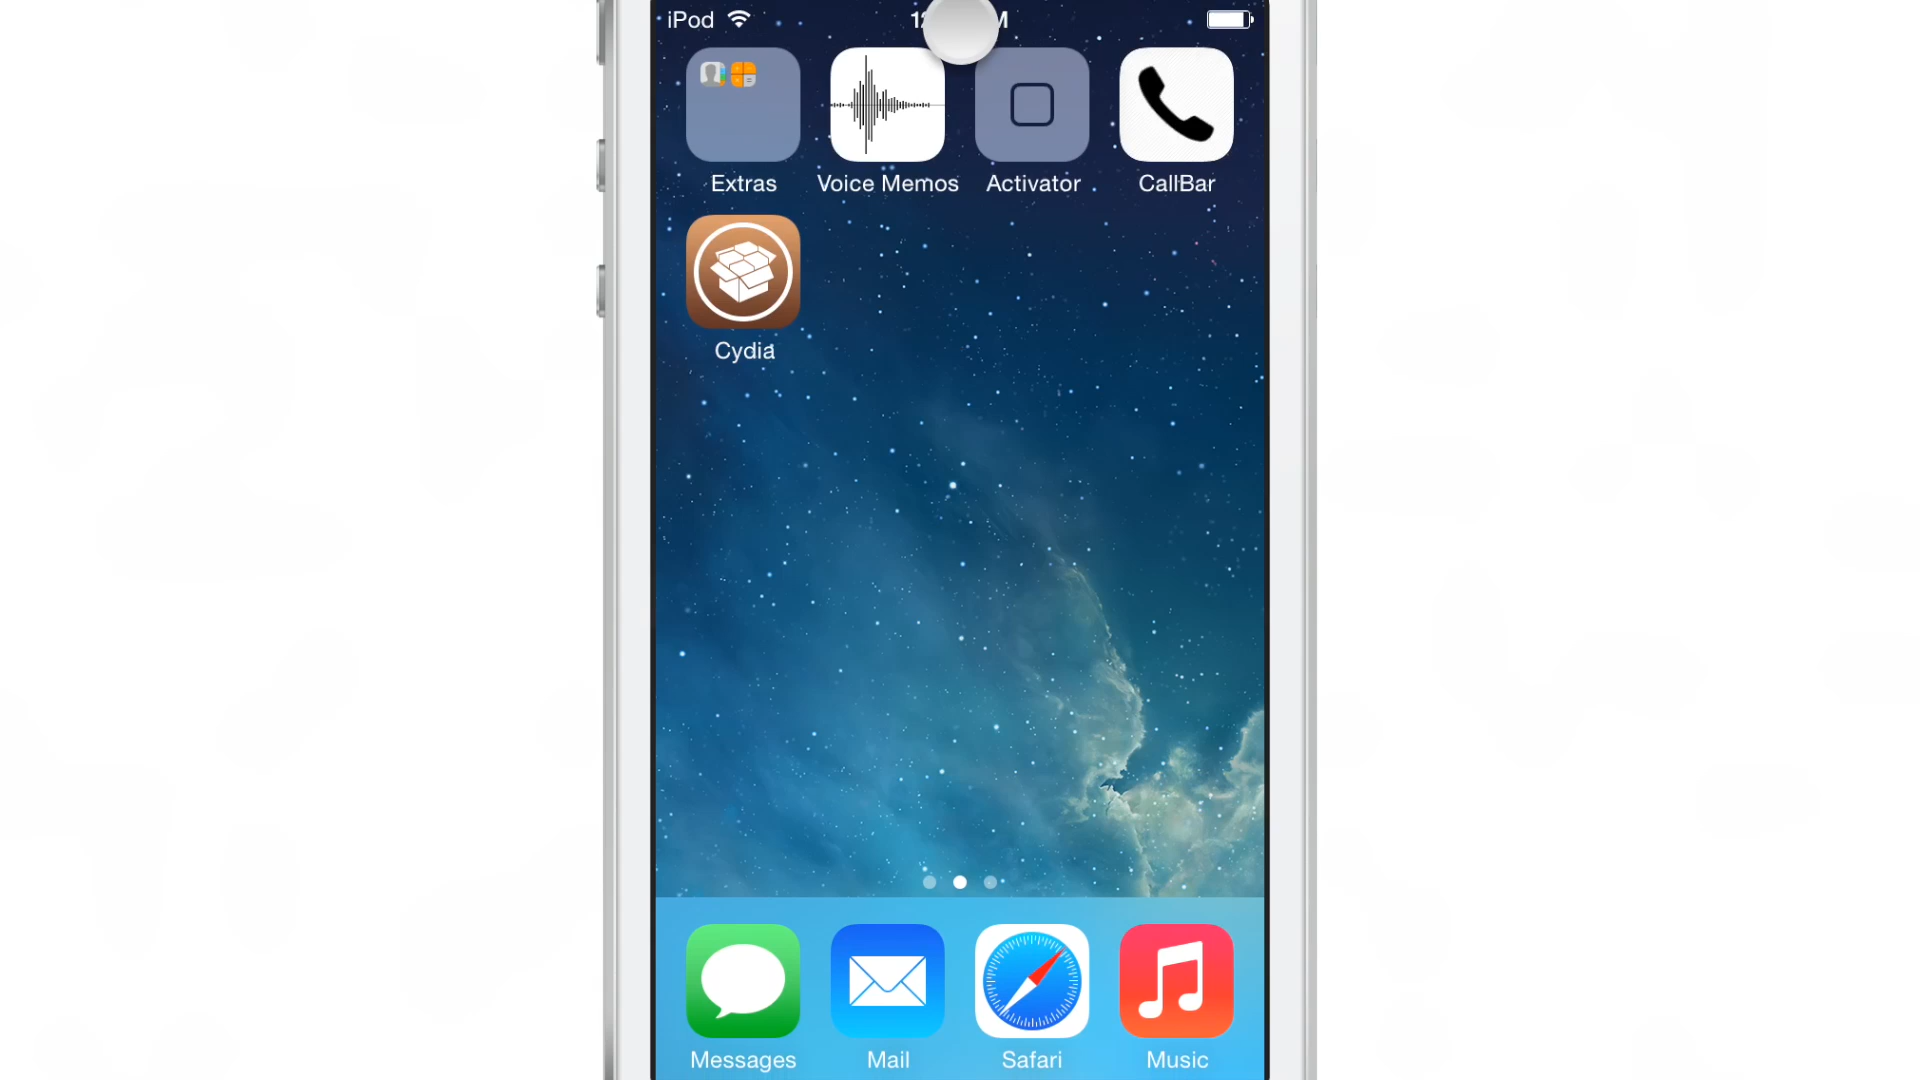 iPod
Extras
Voice Memos
Activator
CallBar
Cydia
Messages
Mail
Safari
Music